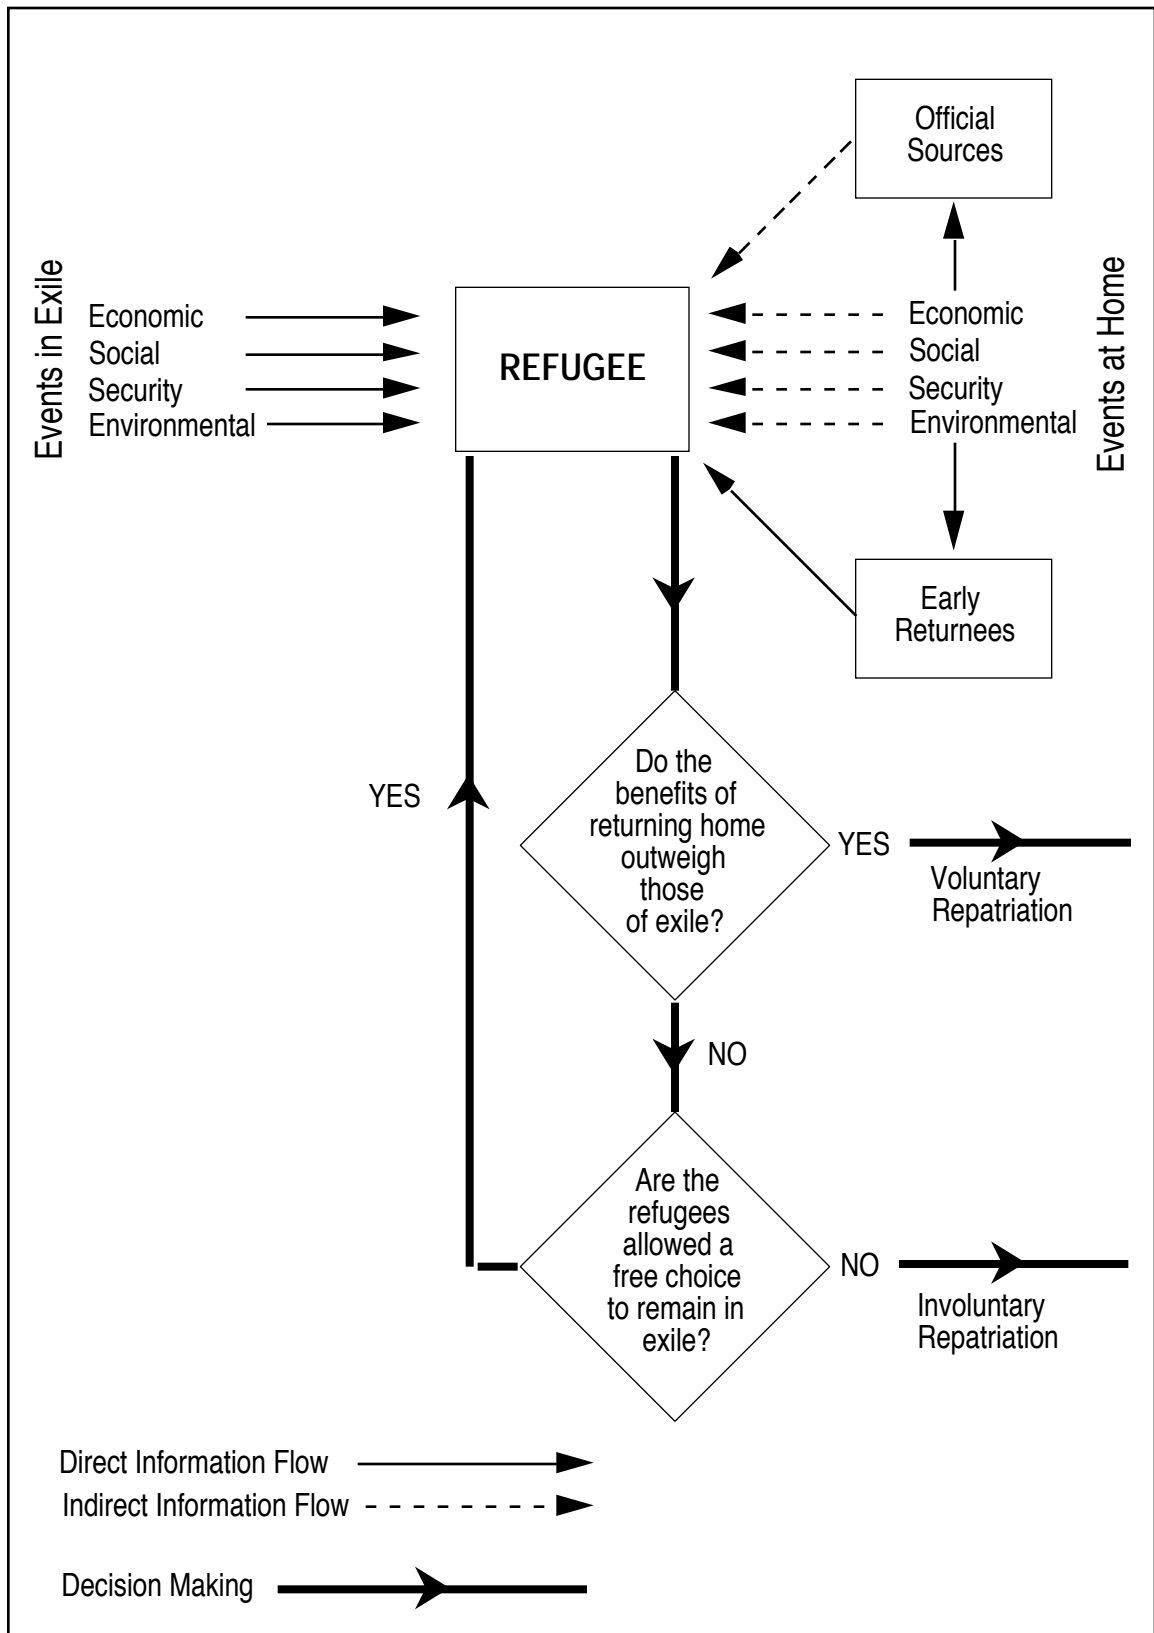 Official
Sources
Events in Exile
Economic
Social
Security
Environmental
REFUGEE
Economic
Social
Security
Environmental
Events at Home
Early
Returnees
Do the
benefits of
returning home
outweigh
those
of exile?
YES
YES
Voluntary
Repatriation
NO
Are the
refugees
allowed a
free choice
to remain in
exile?
NO
Involuntary
Repatriation
Direct Information Flow
Indirect Information Flow
Decision Making